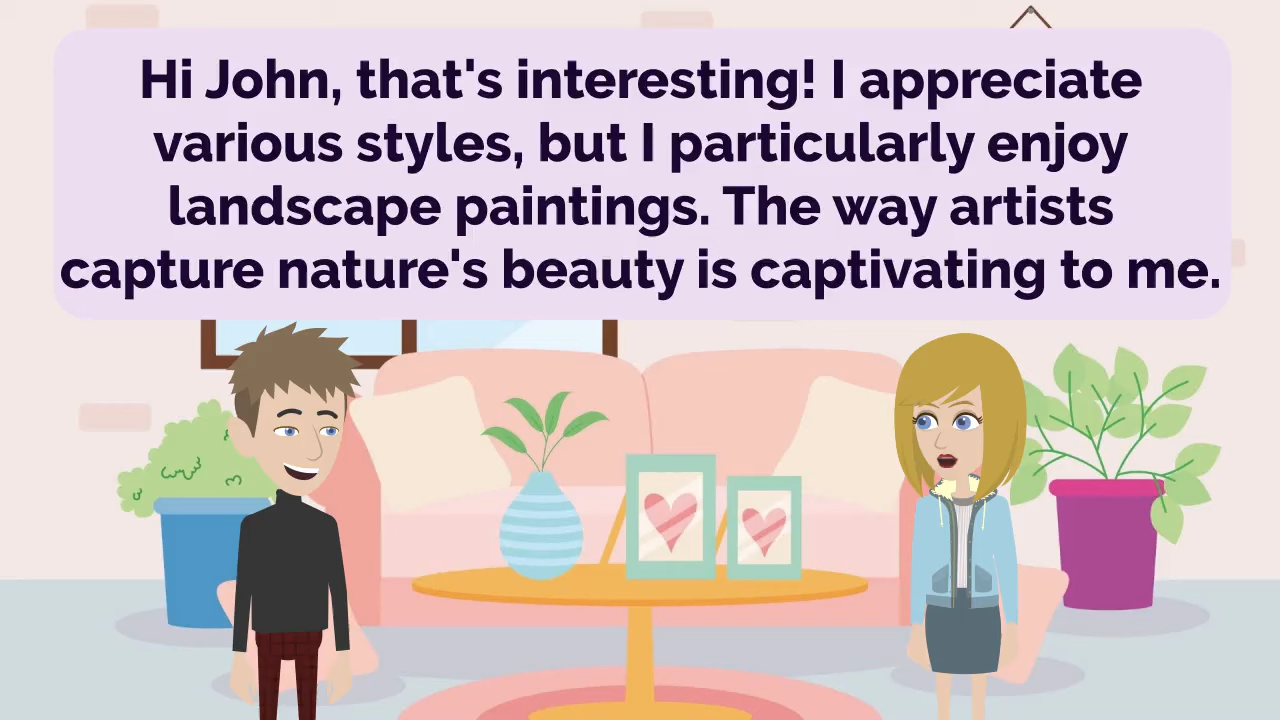 Hi John, that's interesting! I appreciate
various styles, but I particularly enjoy
landscape paintings. The way artists
capture nature's beauty is captivating to me.